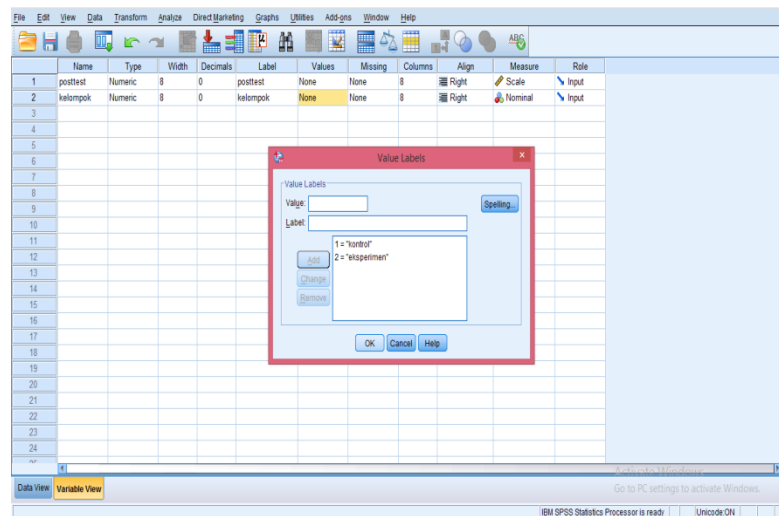 File Edit View Data Transform Analyze Direct Marketing Graphs Utilities Add-ons Window Help
Name Type Width Decimals Label Values Missing Columns Align Measure Role
1 posttest Numeric 8 0 posttest None None 8 Right Scale Input
2 kelompok Numeric 8 0 kelompok None None 8 Right Nominal Input
3
4
5
6
7
8
9
10
11
12
13
14
15
16
17
18
19
20
21
22
23
24
Value Labels
Value Labels
Value:
Spelling...
Label:
1 = "kontrol"
2 = "eksperimen"
Add
Change
Remove
OK Cancel Help
Activate Windows
Go to PC settings to activate Windows.
Data View Variable View
IBM SPSS Statistics Processor is ready Unicode:ON